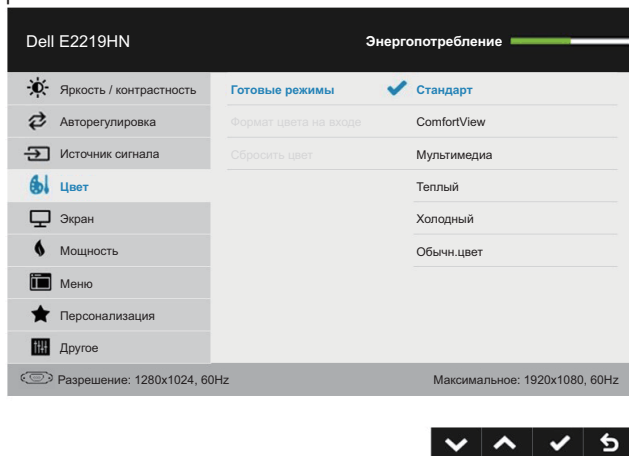 Dell E2219HN Энергопотребление
Яркость / контрастность Готовые режимы Стандарт
Авторегулировка Формат цвета на входе ComfortView
Источник сигнала Сбросить цвет Мультимедиа
Цвет Теплый
Экран Холодный
Мощность Обычн.цвет
Меню
Персонализация
Другое
Разрешение: 1280x1024, 60Hz Максимальное: 1920x1080, 60Hz